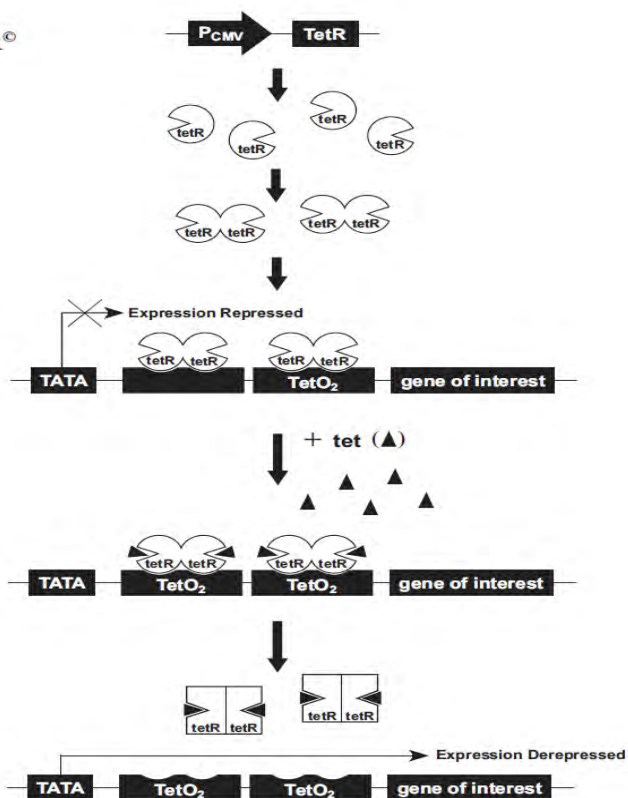 ©
PCMV TetR
tetR tetR tetR tetR
tetR tetR tetR tetR
Expression Repressed
tetR tetR tetR tetR
TATA TetO2 gene of interest
+ tet (▲)
tetR tetR tetR tetR
TATA TetO2 TetO2 gene of interest
tetR tetR tetR tetR
Expression Derepressed
TATA TetO2 TetO2 gene of interest